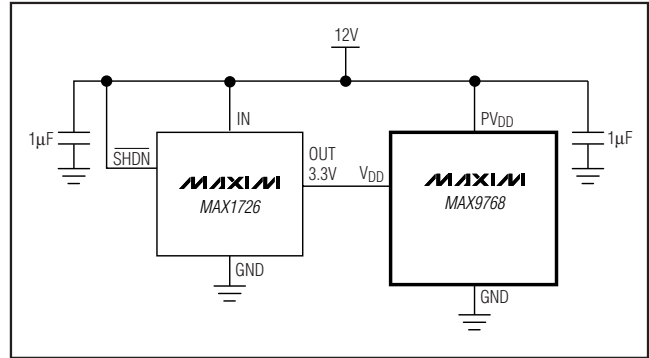 12V
1µF
IN
SHDN
OUT
3.3V
VDD
PVDD
1µF
MAXIM
MAX1726
MAXIM
MAX9768
GND
GND